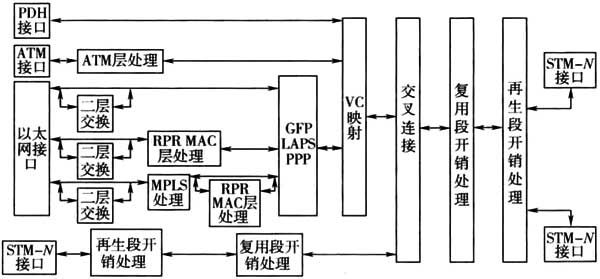 PDH
接口
ATM
接口
ATM层处理
以太
网接口
二层
交换
二层
交换
RPR MAC
层处理
二层
交换
MPLS
处理
RPR
MAC层
处理
GFP
LAPS
PPP
VC
映射
交叉连接
复用段开销处理
再生段开销处理
STM-N
接口
STM-N
接口
STM-N
接口
再生段开
销处理
复用段开
销处理